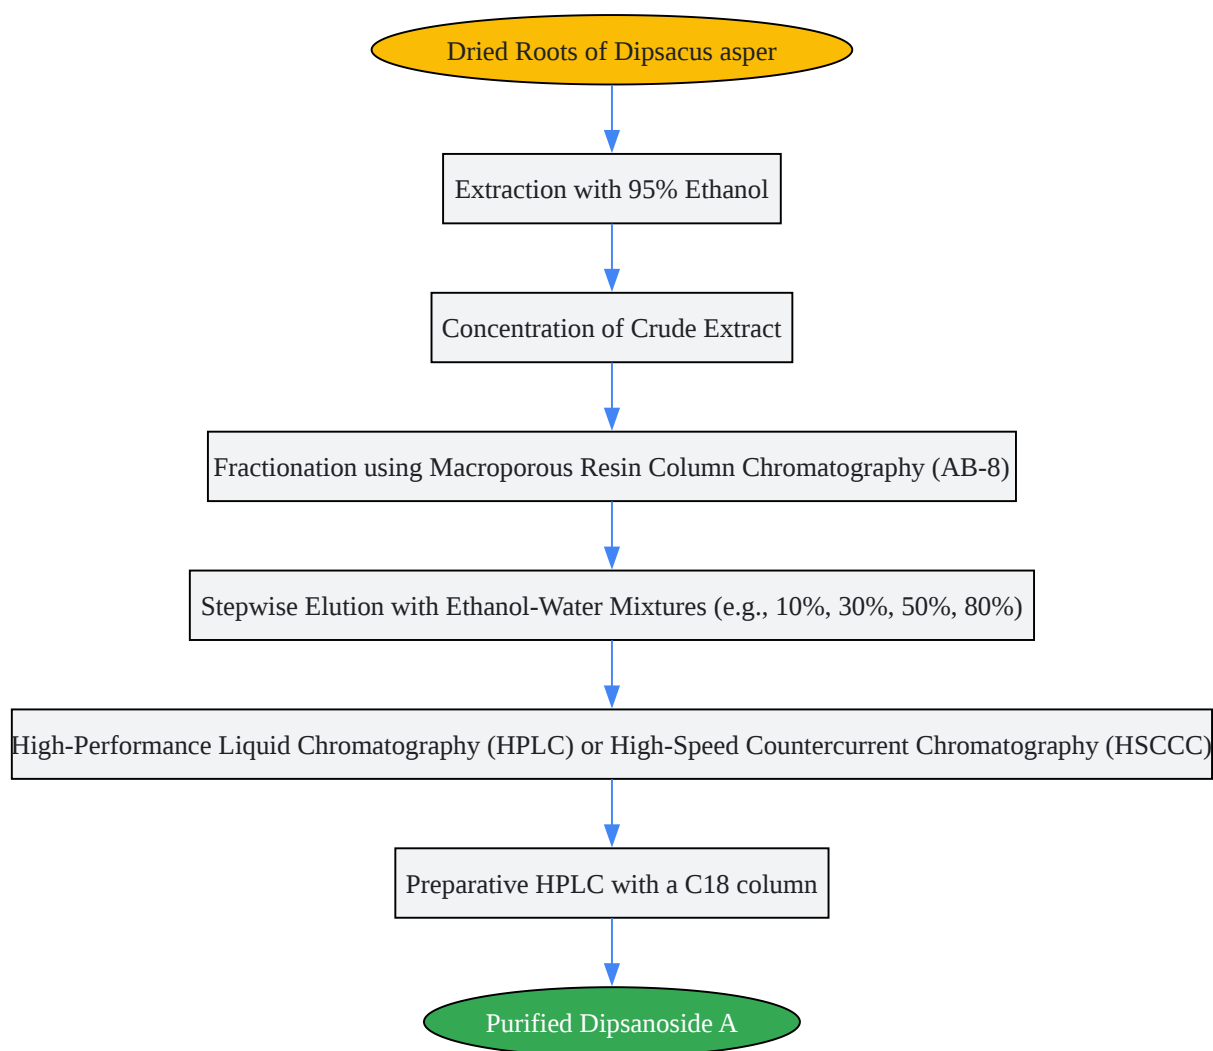 Dried Roots of Dipsacus asper
Extraction with 95% Ethanol
Concentration of Crude Extract
Fractionation using Macroporous Resin Column Chromatography (AB-8)
Stepwise Elution with Ethanol-Water Mixtures (e.g., 10%, 30%, 50%, 80%)
High-Performance Liquid Chromatography (HPLC) or High-Speed Countercurrent Chromatography (HSCCC)
Preparative HPLC with a C18 column
Purified Dipsanoside A